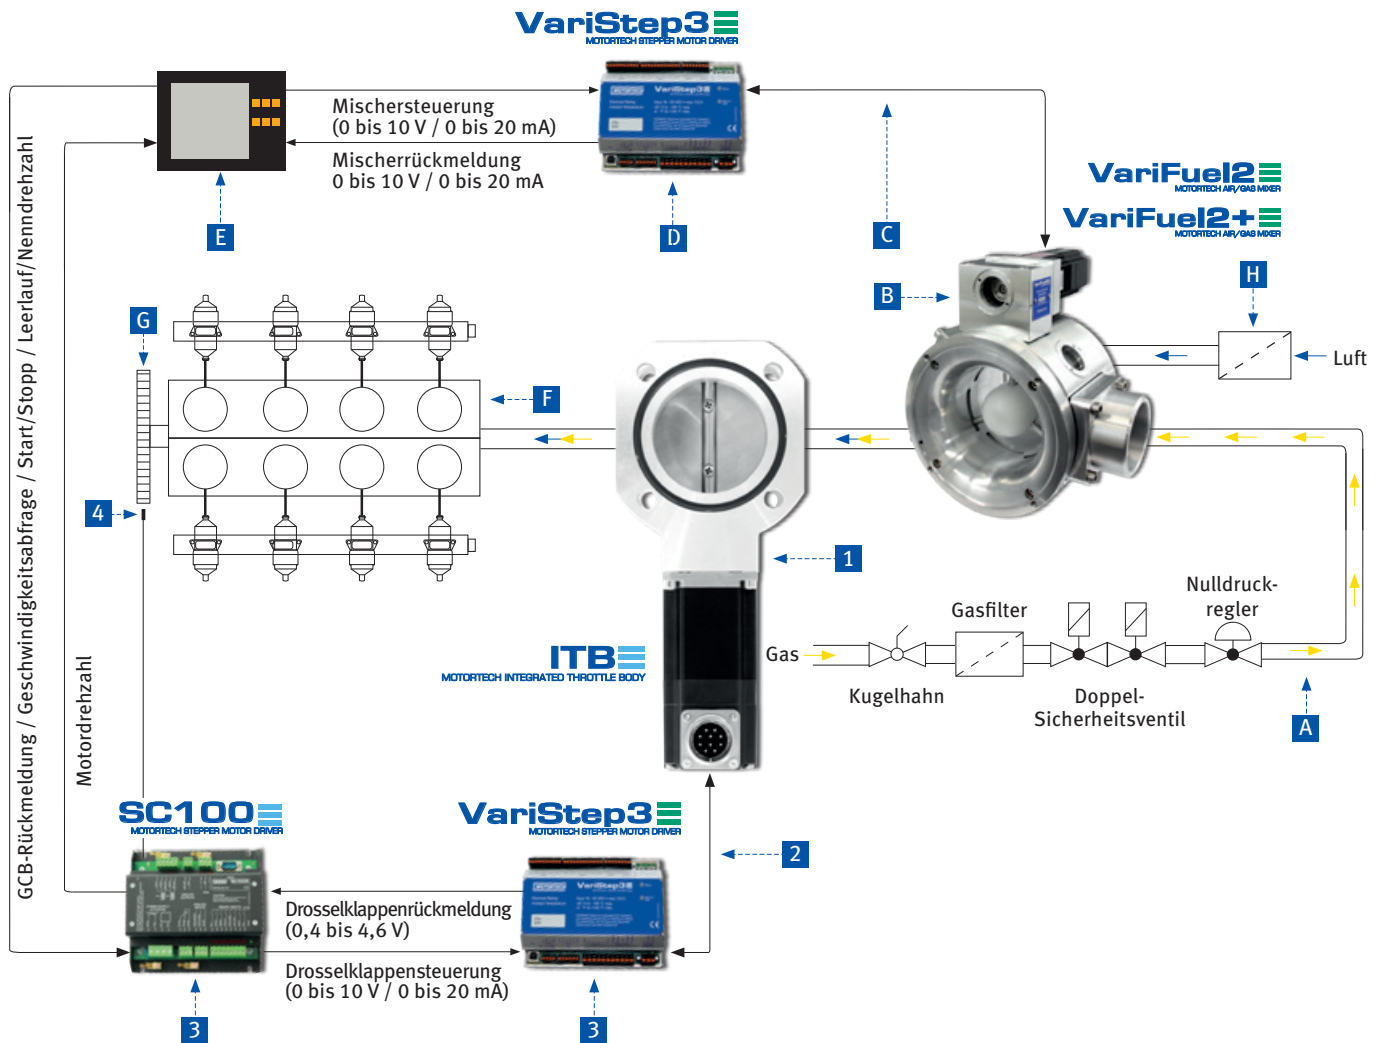 VariStep3
MOTORTECH STEPPER MOTOR DRIVER
VariStep3
Mischersteuerung
(0 bis 10 V / 0 bis 20 mA)
Mischerrückmeldung
0 bis 10 V / 0 bis 20 mA
E
D
C
VariFuel2
MOTORTECH AIR/GAS MIXER
VariFuel2+
MOTORTECH AIR/GAS MIXER
B
H
Luft
G
F
4
1
Nulldruck-
regler
Gasfilter
Gas
Kugelhahn
Doppel-
Sicherheitsventil
A
ITB
MOTORTECH INTEGRATED THROTTLE BODY
GCB-Rückmeldung / Geschwindigkeitsabfrage / Start/Stopp / Leerlauf/Nenndrehzahl
Motordrehzahl
SC100
MOTORTECH STEPPER MOTOR DRIVER
VariStep3
MOTORTECH STEPPER MOTOR DRIVER
VariStep3
2
Drosselklappenrückmeldung
(0,4 bis 4,6 V)
Drosselklappensteuerung
(0 bis 10 V / 0 bis 20 mA)
3
3